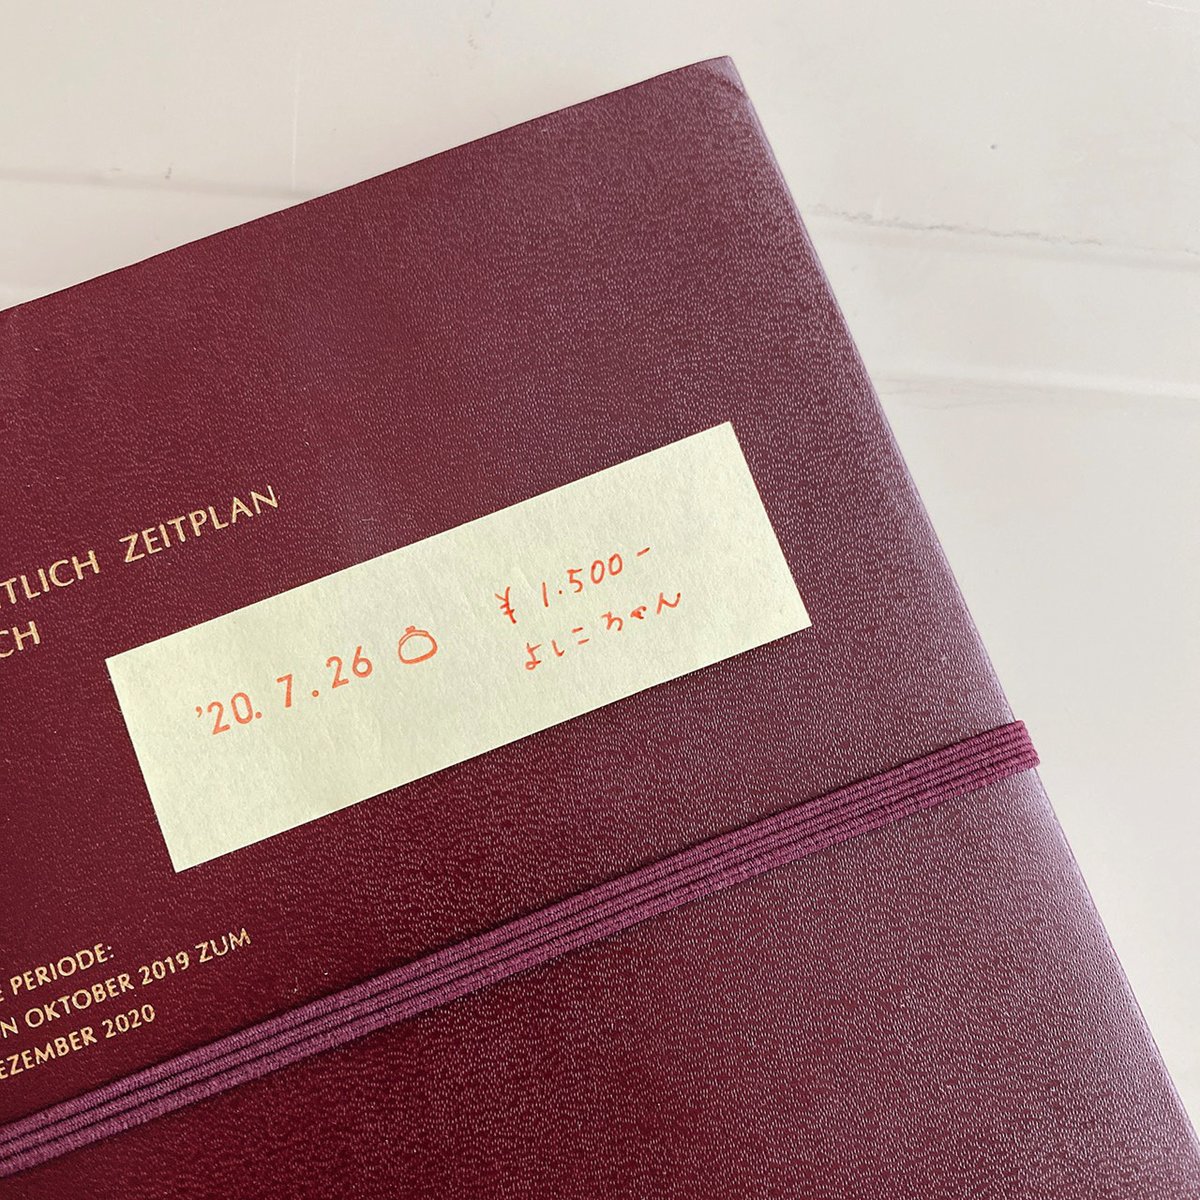 TLICH ZEITPLAN
CH
'20. 7. 26
¥ 1.500-
よしこちゃん
PERIODE:
N OKTOBER 2019 ZUM
EZEMBER 2020